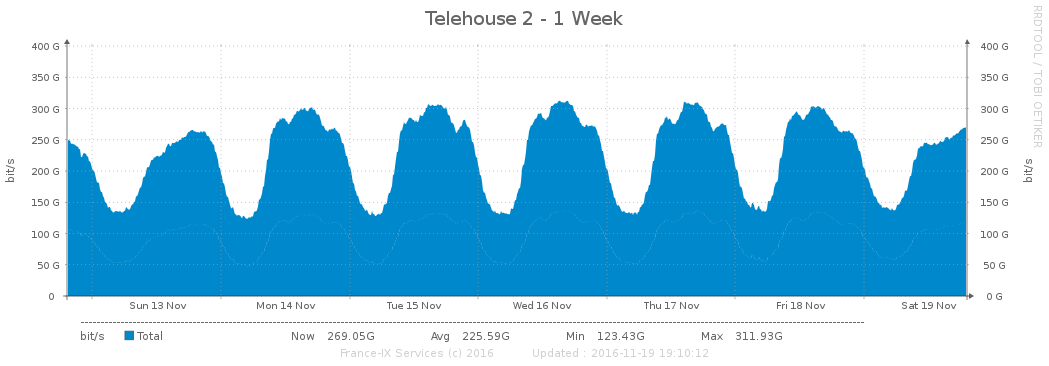 Telehouse 2 - 1 Week
RRDTOOL / TOBI OETIKER
400 G 400 G
350 G 350 G
300 G 300 G
250 G 250 G
200 G 200 G
150 G 150 G
100 G 100 G
50 G 50 G
0 0 G
bit/s bit/s
Sun 13 Nov Mon 14 Nov Tue 15 Nov Wed 16 Nov Thu 17 Nov Fri 18 Nov Sat 19 Nov
bit/s Total Now 269.05G Avg 225.59G Min 123.43G Max 311.93G
France-IX Services (c) 2016 Updated : 2016-11-19 19:10:12